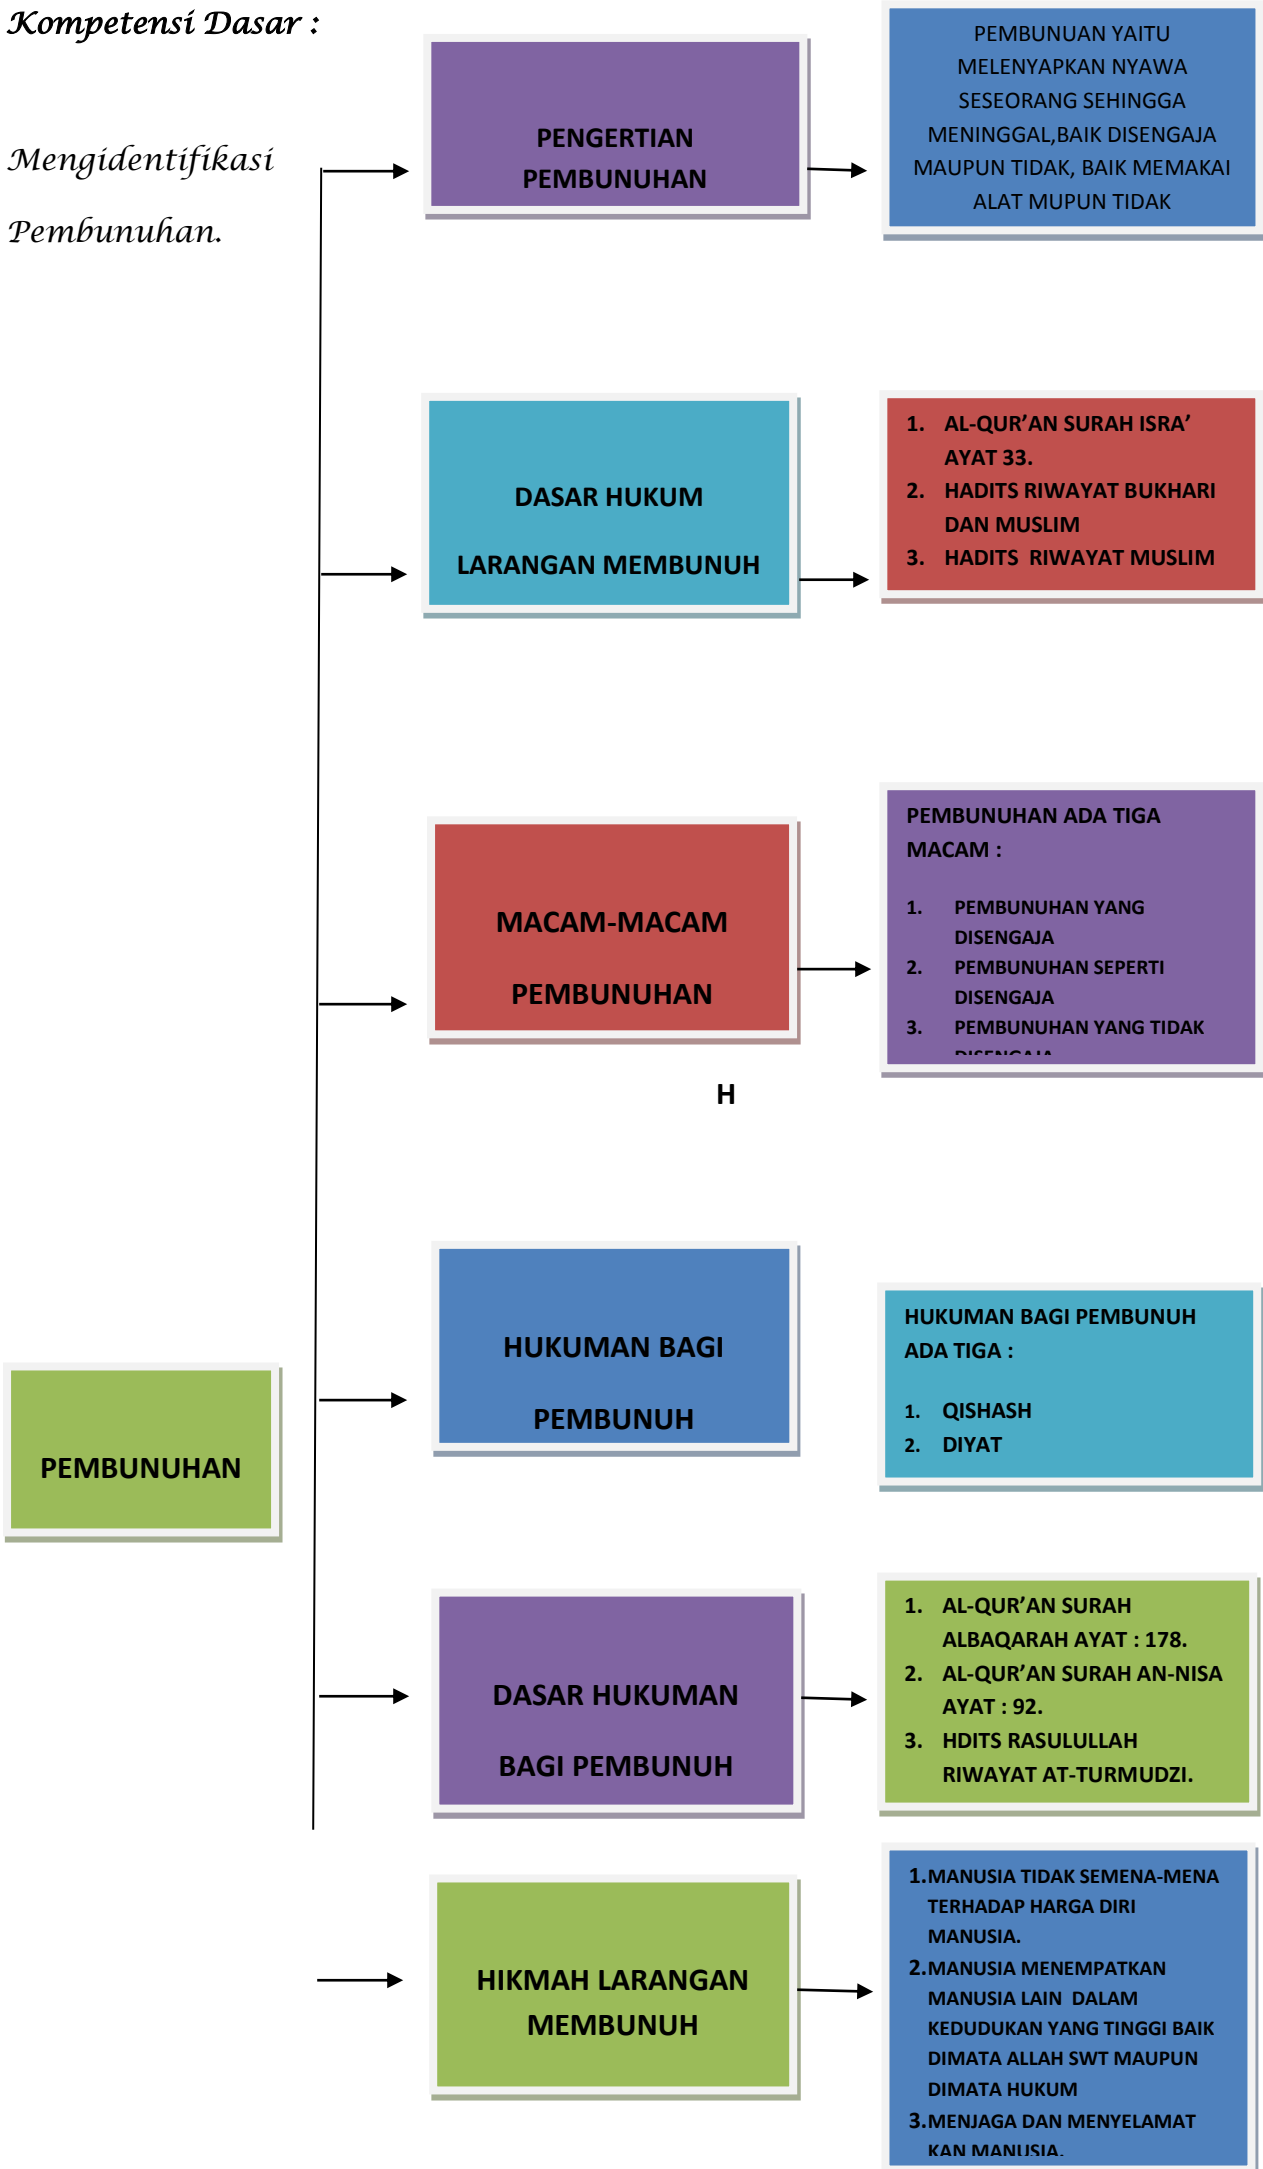 Kompetensi Dasar :
Mengidentifikasi
Pembunuhan.
PENGERTIAN
PEMBUNUHAN
PEMBUNUAN YAITU
MELENYAPKAN NYAWA
SESEORANG SEHINGGA
MENINGGAL,BAIK DISENGAJA
MAUPUN TIDAK, BAIK MEMAKAI
ALAT MUPUN TIDAK
DASAR HUKUM
LARANGAN MEMBUNUH
1. AL-QUR’AN SURAH ISRA’
AYAT 33.
2. HADITS RIWAYAT BUKHARI
DAN MUSLIM
3. HADITS RIWAYAT MUSLIM
MACAM-MACAM
PEMBUNUHAN
PEMBUNUHAN ADA TIGA
MACAM :
1. PEMBUNUHAN YANG
DISENGAJA
2. PEMBUNUHAN SEPERTI
DISENGAJA
3. PEMBUNUHAN YANG TIDAK
DISENGAJA
H
PEMBUNUHAN
HUKUMAN BAGI
PEMBUNUH
HUKUMAN BAGI PEMBUNUH
ADA TIGA :
1. QISHASH
2. DIYAT
DASAR HUKUMAN
BAGI PEMBUNUH
1. AL-QUR’AN SURAH
ALBAQARAH AYAT : 178.
2. AL-QUR’AN SURAH AN-NISA
AYAT : 92.
3. HDITS RASULULLAH
RIWAYAT AT-TURMUDZI.
HIKMAH LARANGAN
MEMBUNUH
1.MANUSIA TIDAK SEMENA-MENA
TERHADAP HARGA DIRI
MANUSIA.
2.MANUSIA MENEMPATKAN
MANUSIA LAIN DALAM
KEDUDUKAN YANG TINGGI BAIK
DIMATA ALLAH SWT MAUPUN
DIMATA HUKUM
3.MENJAGA DAN MENYELAMAT
KAN MANUSIA.